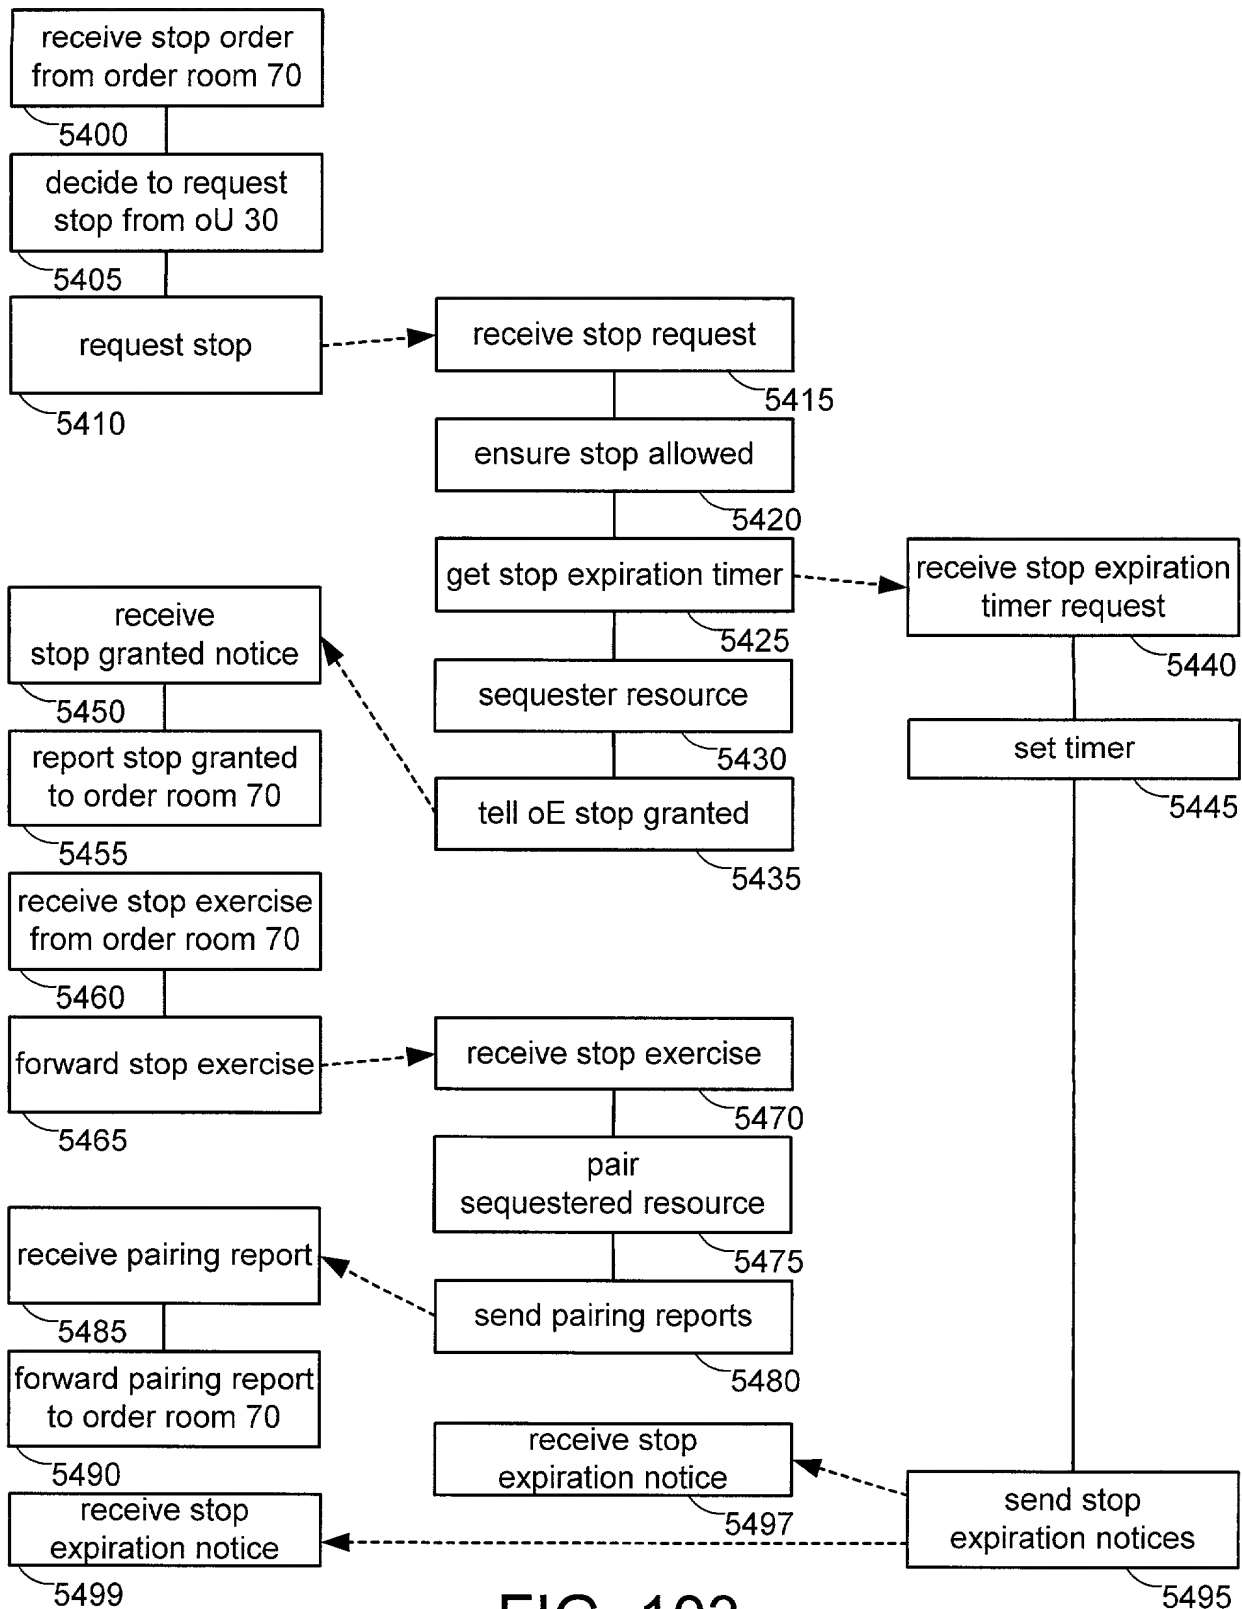 receive stop order
from order room 70
5400
decide to request
stop from oU 30
5405
request stop
5410
receive stop request
5415
ensure stop allowed
5420
get stop expiration timer
5425
receive stop expiration
timer request
5440
receive
stop granted notice
5450
sequester resource
5430
set timer
5445
report stop granted
to order room 70
5455
tell oE stop granted
5435
receive stop exercise
from order room 70
5460
forward stop exercise
5465
receive stop exercise
5470
pair
sequestered resource
5475
receive pairing report
5485
send pairing reports
5480
forward pairing report
to order room 70
5490
receive stop
expiration notice
5497
send stop
expiration notices
5495
receive stop
expiration notice
5499